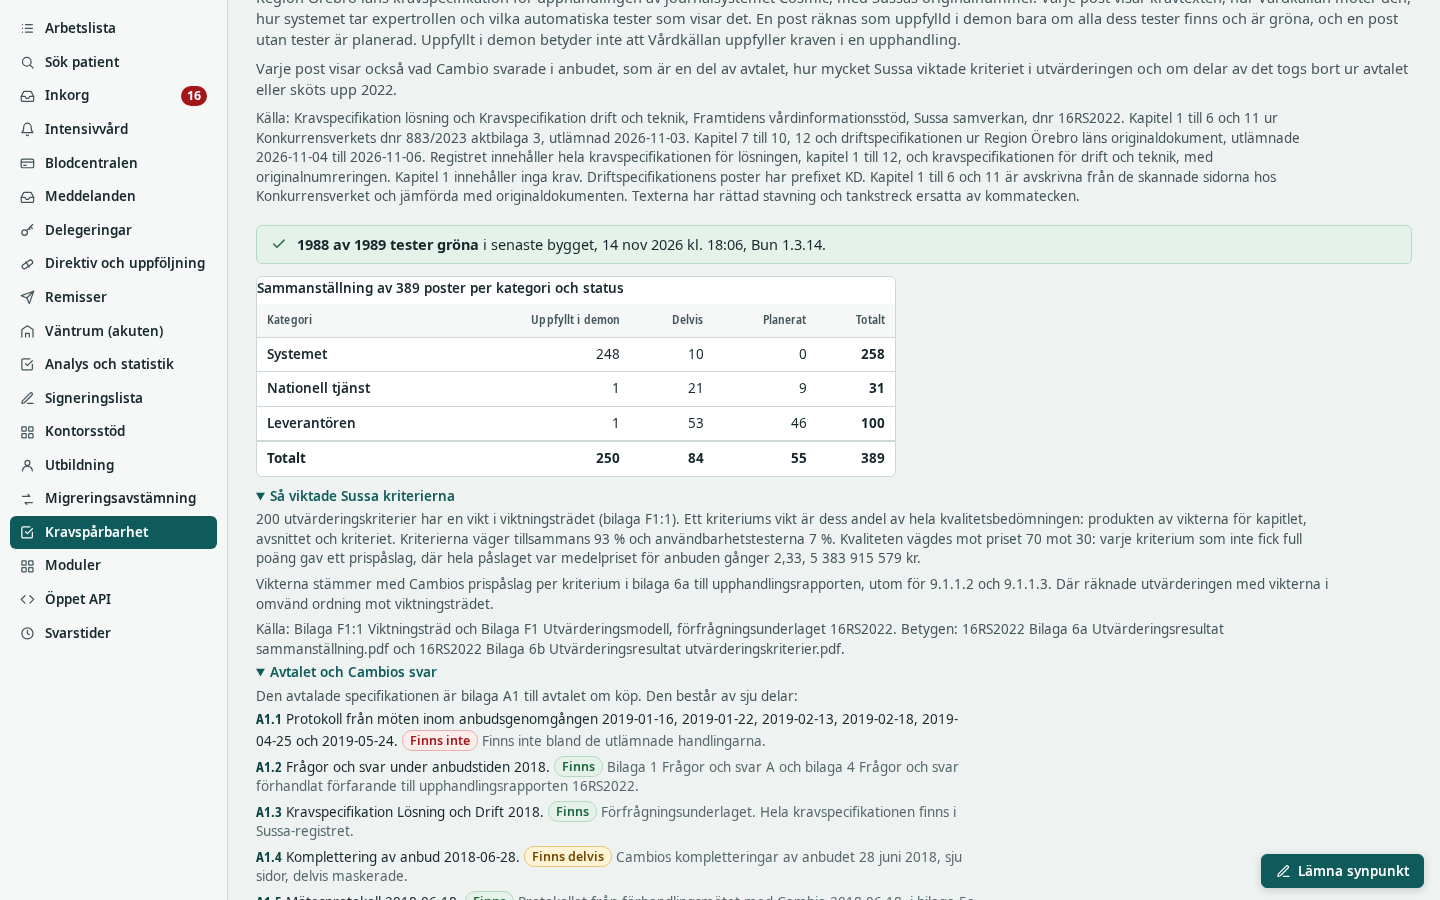 Arbetslista
Sök patient
Inkorg 16
Intensivvård
Blodcentralen
Meddelanden
Delegeringar
Direktiv och uppföljning
Remisser
Väntrum (akuten)
Analys och statistik
Signeringslista
Kontorsstöd
Utbildning
Migreringsavstämning
Kravspårbarhet
Moduler
Öppet API
Svarstider
hur systemet tar expertrollen och vilka automatiska tester som visar det. En post räknas som uppfylld i demon bara om alla dess tester finns och är gröna, och en post
utan tester är planerad. Uppfyllt i demon betyder inte att Vårdkällan uppfyller kraven i en upphandling.
Varje post visar också vad Cambio svarade i anbudet, som är en del av avtalet, hur mycket Sussa viktade kriteriet i utvärderingen och om delar av det togs bort ur avtalet
eller sköts upp 2022.
Källa: Kravspecifikation lösning och Kravspecifikation drift och teknik, Framtidens vårdinformationsstöd, Sussa samverkan, dnr 16RS2022. Kapitel 1 till 6 och 11 ur
Konkurrensverkets dnr 883/2023 aktbilaga 3, utlämnad 2026-11-03. Kapitel 7 till 10, 12 och driftspecifikationen ur Region Örebro läns originaldokument, utlämnade
2026-11-04 till 2026-11-06. Registret innehåller hela kravspecifikationen för lösningen, kapitel 1 till 12, och kravspecifikationen för drift och teknik, med
originalnumreringen. Kapitel 1 innehåller inga krav. Driftspecifikationens poster har prefixet KD. Kapitel 1 till 6 och 11 är avskrivna från de skannade sidorna hos
Konkurrensverket och jämförda med originaldokumenten. Texterna har rättad stavning och tankstreck ersatta av kommatecken.
1988 av 1989 tester gröna i senaste bygget, 14 nov 2026 kl. 18:06, Bun 1.3.14.
Sammanställning av 389 poster per kategori och status
Kategori Uppfyllt i demon Delvis Planerat Totalt
Systemet 248 10 0 258
Nationell tjänst 1 21 9 31
Leverantören 1 53 46 100
Totalt 250 84 55 389
Så viktade Sussa kriterierna
200 utvärderingskriterier har en vikt i viktningsträdet (bilaga F1:1). Ett kriteriums vikt är dess andel av hela kvalitetsbedömningen: produkten av vikterna för kapitlet,
avsnittet och kriteriet. Kriterierna väger tillsammans 93 % och användbarhetstesterna 7 %. Kvaliteten vägdes mot priset 70 mot 30: varje kriterium som inte fick full
poäng gav ett prispåslag, där hela påslaget var medelpriset för anbuden gånger 2,33, 5 383 915 579 kr.
Vikterna stämmer med Cambios prispåslag per kriterium i bilaga 6a till upphandlingsrapporten, utom för 9.1.1.2 och 9.1.1.3. Där räknade utvärderingen med vikterna i
omvänd ordning mot viktningsträdet.
Källa: Bilaga F1:1 Viktningsträd och Bilaga F1 Utvärderingsmodell, förfrågningsunderlaget 16RS2022. Betygen: 16RS2022 Bilaga 6a Utvärderingsresultat
sammanställning.pdf och 16RS2022 Bilaga 6b Utvärderingsresultat utvärderingskriterier.pdf.
Avtalet och Cambios svar
Den avtalade specifikationen är bilaga A1 till avtalet om köp. Den består av sju delar:
A1.1 Protokoll från möten inom anbudsgenomgången 2019-01-16, 2019-01-22, 2019-02-13, 2019-02-18, 2019-
04-25 och 2019-05-24. Finns inte Finns inte bland de utlämnade handlingarna.
A1.2 Frågor och svar under anbudstiden 2018. Finns Bilaga 1 Frågor och svar A och bilaga 4 Frågor och svar
förhandlat förfarande till upphandlingsrapporten 16RS2022.
A1.3 Kravspecifikation Lösning och Drift 2018. Finns Förfrågningsunderlaget. Hela kravspecifikationen finns i
Sussa-registret.
A1.4 Komplettering av anbud 2018-06-28. Finns delvis Cambios kompletteringar av anbudet 28 juni 2018, sju
sidor, delvis maskerade.
Lämna synpunkt